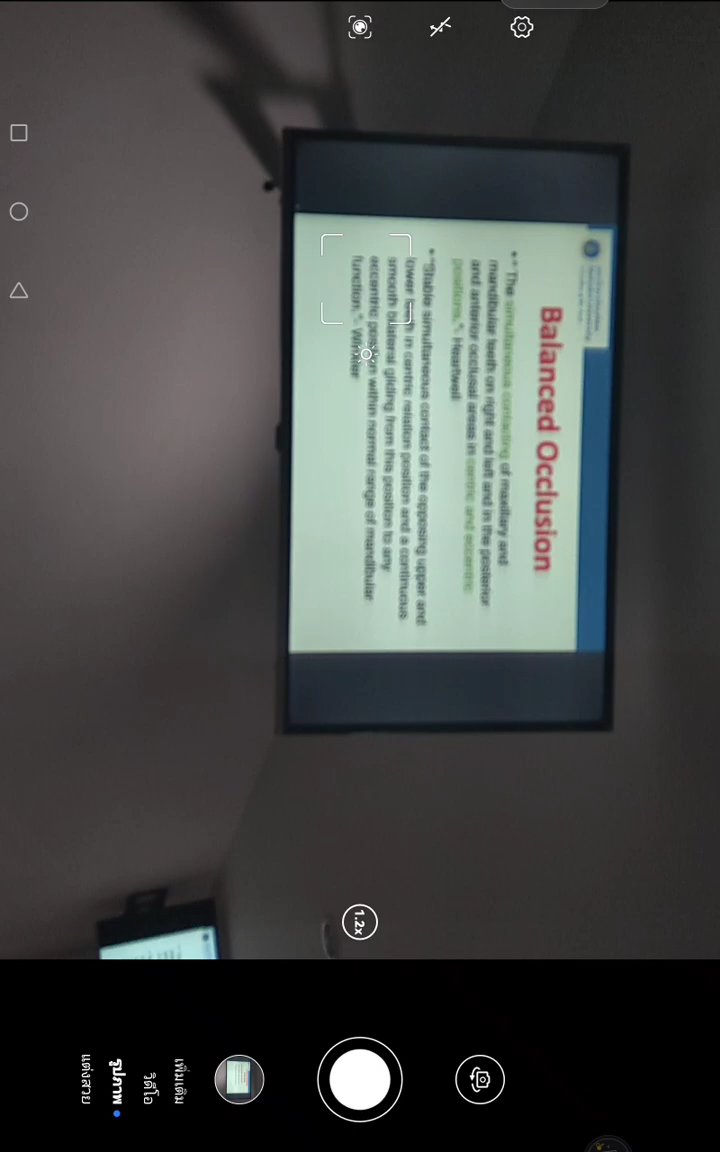 Balanced Occlusion
•" The simultaneous contacting of maxillary and
mandibular teeth on right and left and in the posterior
and anterior occlusal areas in centric and eccentric
positions.". Heartwell
•"Stable simultaneous contact of the opposing upper and
lower teeth in centric relation position and a continuous
smooth bilateral gliding from this position to any
eccentric position within normal range of mandibular
function.". Winkler
1.2x
เพิ่มเติม
วิดีโอ
รูปภาพ
แต่งสวย